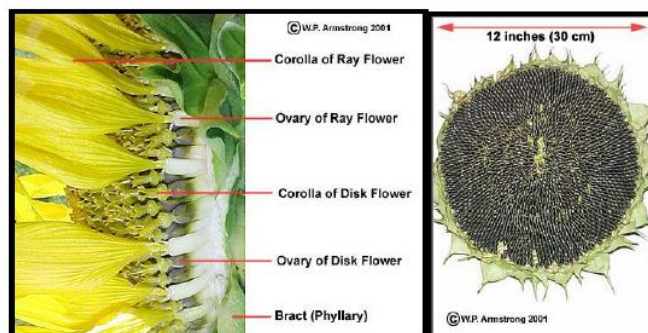 ©W.P. Armstrong 2001
Corolla of Ray Flower
Ovary of Ray Flower
Corolla of Disk Flower
Ovary of Disk Flower
Bract (Phyllary)
12 inches (30 cm)
©W.P. Armstrong 2001